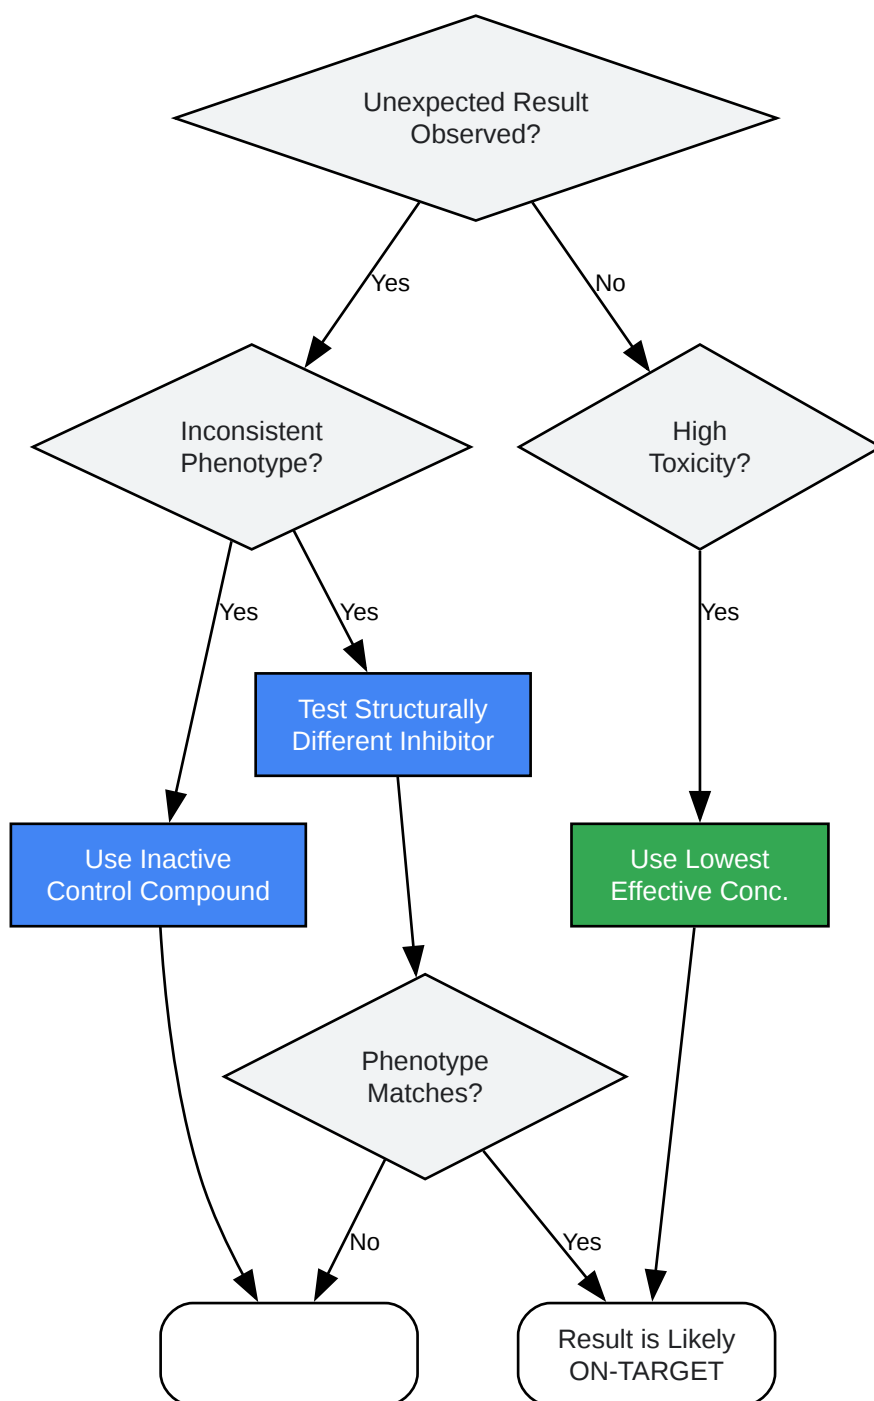 Unexpected Result
Observed?
Yes
No
Inconsistent
Phenotype?
High
Toxicity?
Yes
Yes
Yes
Test Structurally
Different Inhibitor
Use Inactive
Control Compound
Use Lowest
Effective Conc.
Phenotype
Matches?
No
Yes
Result is Likely
ON-TARGET